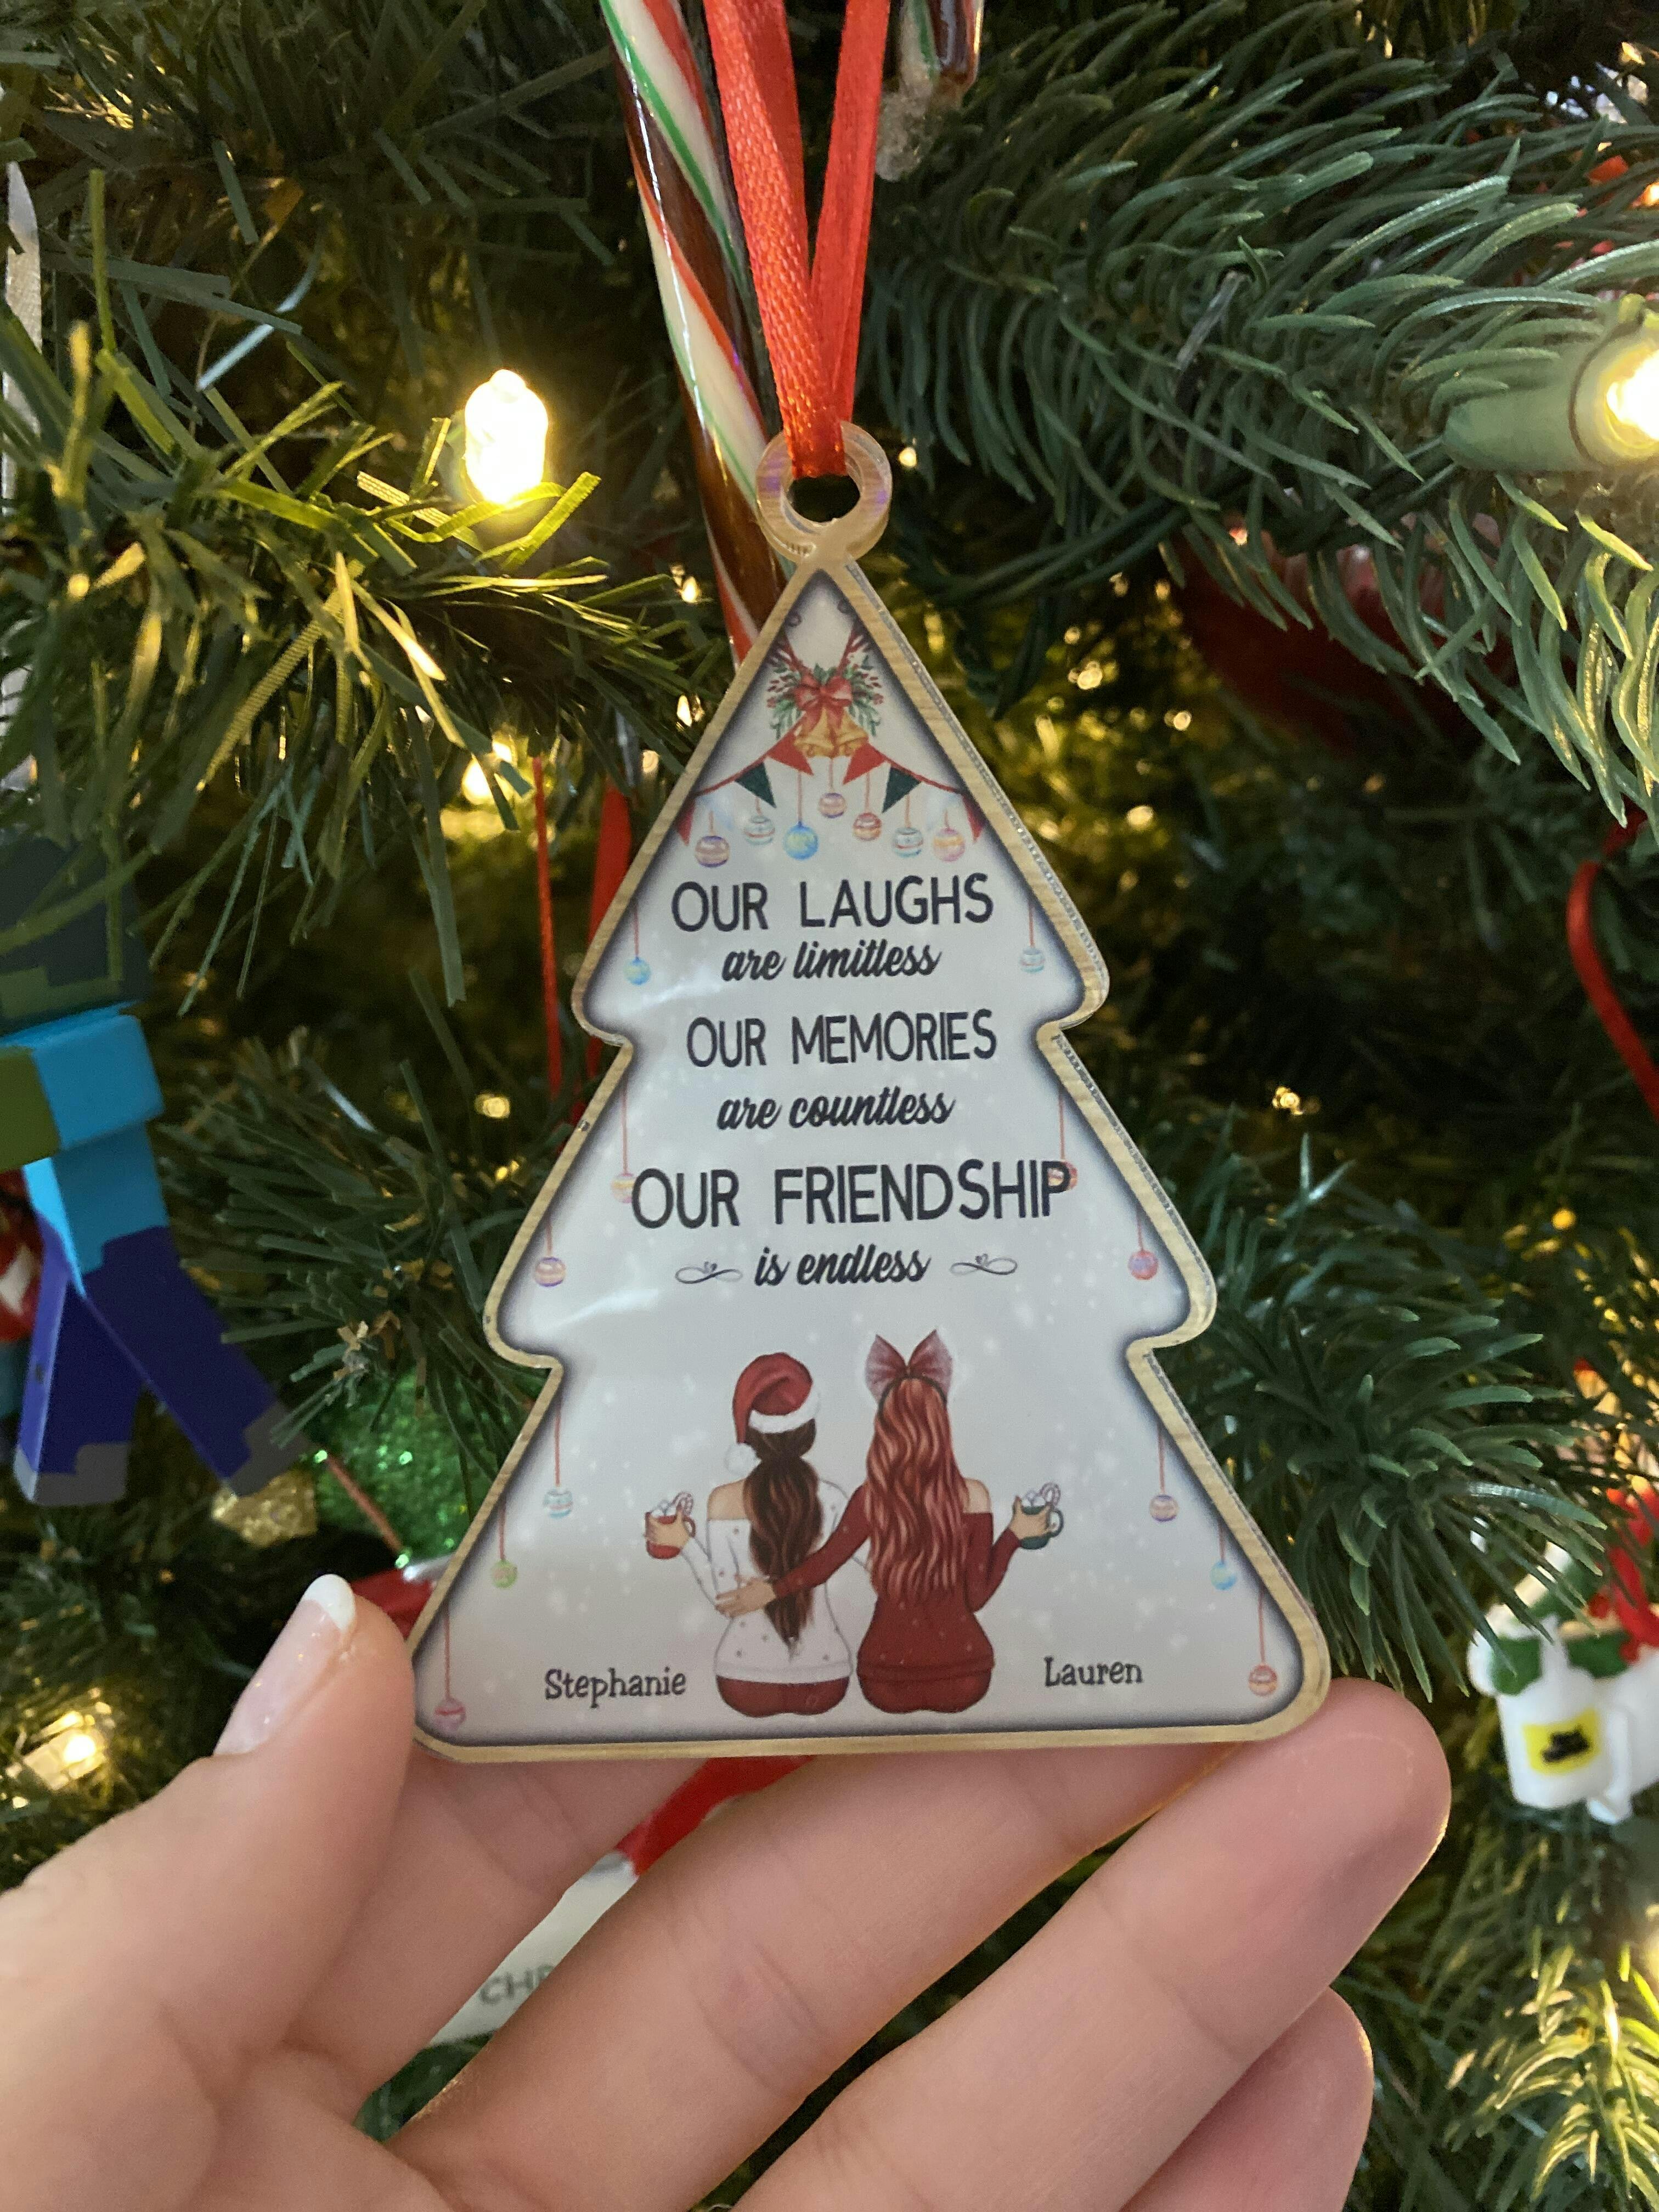 OUR LAUGHS
are limitless
OUR MEMORIES
are countless
OUR FRIENDSHIP
is endless
Stephanie
Lauren